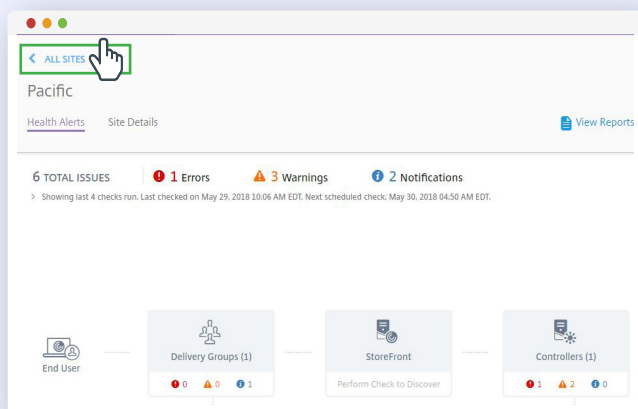 ALL SITES
Pacific
Health Alerts Site Details View Reports
6 TOTAL ISSUES 1 Errors 3 Warnings 2 Notifications
> Showing last 4 checks run. Last checked on May 29, 2018 10:06 AM EDT. Next scheduled check: May 30, 2018 04:50 AM EDT.
End User
Delivery Groups (1) StoreFront Controllers (1)
0 0 1 Perform Check to Discover 1 2 0